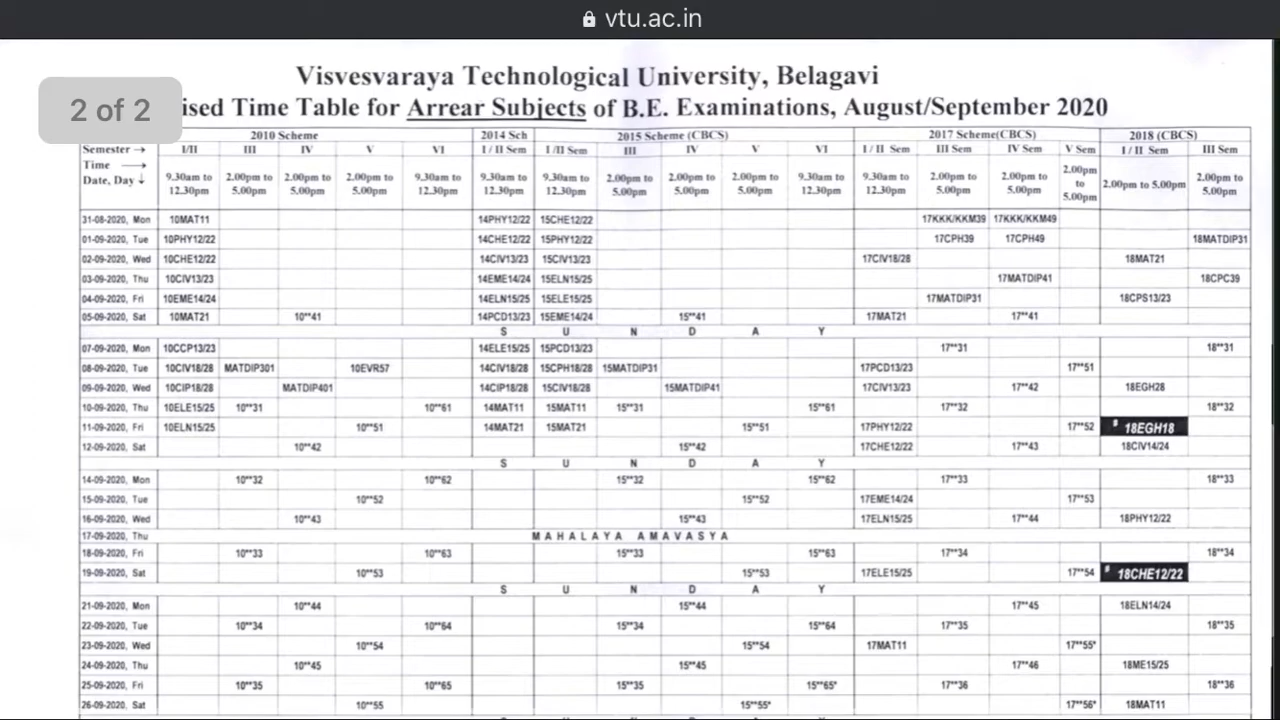 vtu.ac.in
Visvesvaraya Technological University, Belagavi
2 of 2
ised Time Table for Arrear Subjects of B.E. Examinations, August/September 2020
2010 Scheme 2014 Sch 2015 Scheme (CBCS) 2017 Scheme(CBCS) 2018 (CBCS)
Semester → I/II III IV V VI I / II Sem I /II Sem III IV V VI I / II Sem III Sem IV Sem V Sem I / II Sem III Sem
Time →
Date, Day ↓ 9.30am to 12.30pm 2.00pm to 5.00pm 2.00pm to 5.00pm 2.00pm to 5.00pm 9.30am to 12.30pm 9.30am to 12.30pm 9.30am to 12.30pm 2.00pm to 5.00pm 2.00pm to 5.00pm 2.00pm to 5.00pm 9.30am to 12.30pm 9.30am to 12.30pm 2.00pm to 5.00pm 2.00pm to 5.00pm 2.00pm to 5.00pm 2.00pm to 5.00pm 2.00pm to 5.00pm
31-08-2020, Mon 10MAT11 14PHY12/22 15CHE12/22 17KKK/KKM39 17KKK/KKM49
01-09-2020, Tue 10PHY12/22 14CHE12/22 15PHY12/22 17CPH39 17CPH49 18MATDIP31
02-09-2020, Wed 10CHE12/22 14CIV13/23 15CIV13/23 17CIV18/28 18MAT21
03-09-2020, Thu 10CIV13/23 14EME14/24 15ELN15/25 17MATDIP41 18CPC39
04-09-2020, Fri 10EME14/24 14ELN15/25 15ELE15/25 17MATDIP31 18CPS13/23
05-09-2020, Sat 10MAT21 10**41 14PCD13/23 15EME14/24 15**41 17MAT21 17**41
S U N D A Y
07-09-2020, Mon 10CCP13/23 14ELE15/25 15PCD13/23 17**31 18**31
08-09-2020, Tue 10CIV18/28 MATDIP301 10EVR57 14CIV18/28 15CPH18/28 15MATDIP31 17PCD13/23 17**51
09-09-2020, Wed 10CIP18/28 MATDIP401 14CIP18/28 15CIV18/28 15MATDIP41 17CIV13/23 17**42 18EGH28
10-09-2020, Thu 10ELE15/25 10**31 10**61 14MAT11 15MAT11 15**31 15**61 17**32 18**32
11-09-2020, Fri 10ELN15/25 10**51 14MAT21 15MAT21 15**51 17PHY12/22 17**52 # 18EGH18
12-09-2020, Sat 10**42 15**42 17CHE12/22 17**43 18CIV14/24
S U N D A Y
14-09-2020, Mon 10**32 10**62 15**32 15**62 17**33 18**33
15-09-2020, Tue 10**52 15**52 17EME14/24 17**53
16-09-2020, Wed 10**43 15**43 17ELN15/25 17**44 18PHY12/22
17-09-2020, Thu MAHALAYA AMAVASYA
18-09-2020, Fri 10**33 10**63 15**33 15**63 17**34 18**34
19-09-2020, Sat 10**53 15**53 17ELE15/25 17**54 # 18CHE12/22
S U N D A Y
21-09-2020, Mon 10**44 15**44 17**45 18ELN14/24
22-09-2020, Tue 10**34 10**64 15**34 15**64 17**35 18**35
23-09-2020, Wed 10**54 15**54 17MAT11 17**55*
24-09-2020, Thu 10**45 15**45 17**46 18ME15/25
25-09-2020, Fri 10**35 10**65 15**35 15**65* 17**36 18**36
26-09-2020, Sat 10**55 15**55* 17**56* 18MAT11